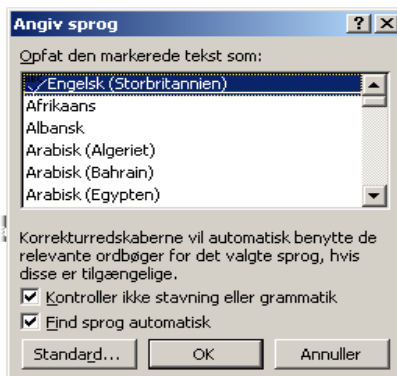 Angiv sprog
Opfat den markerede tekst som:
Engelsk (Storbritannien)
Afrikaans
Albansk
Arabisk (Algeriet)
Arabisk (Bahrain)
Arabisk (Egypten)
Korrekturredskaberne vil automatisk benytte de
relevante ordbøger for det valgte sprog, hvis
disse er tilgængelige.
Kontroller ikke stavning eller grammatik
Find sprog automatisk
Standard... OK Annuller